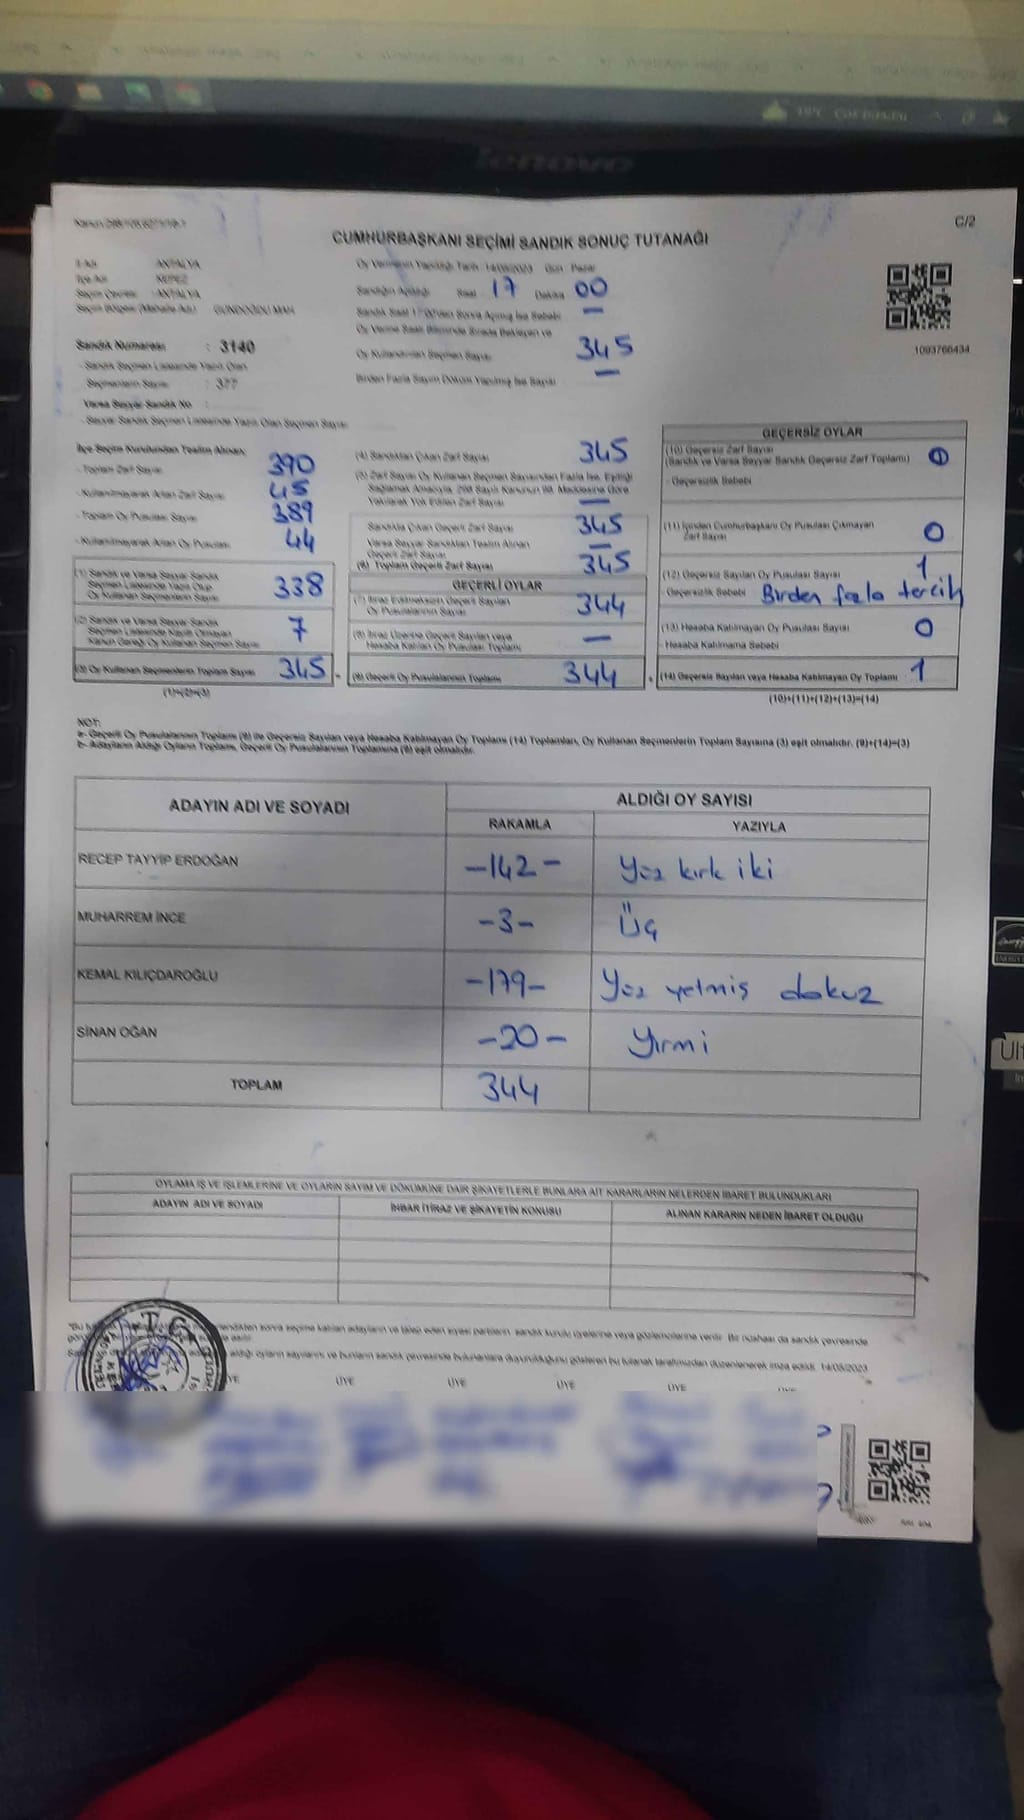 lenovo
C/2
CUMHURBAŞKANI SEÇİMİ SANDIK SONUÇ TUTANAĞI
İli Adı : ANTALYA
İlçe Adı : KEPEZ
Seçim Çevresi : ANTALYA
Seçim Bölgesi (Mahalle Adı) : GÜNDOĞDU MAH.
Sandık Numarası : 3140
- Sandık Seçmen Listesinde Yazılı Olan
Seçmenlerin Sayısı : 377
Varsa Seyyar Sandık No :
- Seyyar Sandık Seçmen Listesinde Yazılı Olan Seçmen Sayısı
Oy Vermenin Yapıldığı Tarih 14/05/2023 Gün Pazar
Sandığın Açıldığı Saat 17 Dakika 00
Sandık Saat 17:00'den Sonra Açılmış İse Sebebi —
Oy Verme Saati Bitiminde Sırada Bekleyen ve
Oy Kullandırılan Seçmen Sayısı 345
Birden Fazla Sayım Döküm Yapılmış İse Sayısı —
1093766434
İlçe Seçim Kurulundan Teslim Alınan:
- Toplam Zarf Sayısı 390
- Kullanılmayarak Artan Zarf Sayısı 45
- Toplam Oy Pusulası Sayısı 389
- Kullanılmayarak Artan Oy Pusulası 44
(1) Sandık ve Varsa Seyyar Sandık
Seçmen Listesinde Yazılı Olup
Oy Kullanan Seçmenlerin Sayısı 338
(2) Sandık ve Varsa Seyyar Sandık
Seçmen Listesinde Kayıtlı Olmayan
Kanun Gereği Oy Kullanan Seçmen Sayısı 7
(3) Oy Kullanan Seçmenlerin Toplam Sayısı 345
(1)+(2)=(3)
(4) Sandıktan Çıkan Zarf Sayısı 345
(5) Zarf Sayısı Oy Kullanan Seçmen Sayısından Fazla İse, Eşitliği
Sağlamak Amacıyla, 298 Sayılı Kanunun 98. Maddesine Göre
Yakılarak Yok Edilen Zarf Sayısı —
Sandıkta Çıkan Geçerli Zarf Sayısı 345
Varsa Seyyar Sandıktan Teslim Alınan
Geçerli Zarf Sayısı —
(6) Toplam Geçerli Zarf Sayısı 345
GEÇERLİ OYLAR
(7) İtiraz Edilmeksizin Geçerli Sayılan
Oy Pusulalarının Sayısı 344
(8) İtiraz Üzerine Geçerli Sayılan veya
Hesaba Katılan Oy Pusulası Toplamı —
(9) Geçerli Oy Pusulalarının Toplamı 344
GEÇERSİZ OYLAR
(10) Geçersiz Zarf Sayısı
(Sandık ve Varsa Seyyar Sandık Geçersiz Zarf Toplamı)
- Geçersizlik Sebebi
(11) İçinden Cumhurbaşkanı Oy Pusulası Çıkmayan
Zarf Sayısı 0
(12) Geçersiz Sayılan Oy Pusulası Sayısı 1
- Geçersizlik Sebebi Birden fazla tercih
(13) Hesaba Katılmayan Oy Pusulası Sayısı 0
- Hesaba Katılmama Sebebi
(14) Geçersiz Sayılan veya Hesaba Katılmayan Oy Toplamı 1
(10)+(11)+(12)+(13)=(14)
NOT:
a- Geçerli Oy Pusulalarının Toplamı (9) ile Geçersiz Sayılan veya Hesaba Katılmayan Oy Toplamı (14) Toplamları, Oy Kullanan Seçmenlerin Toplam Sayısına (3) eşit olmalıdır. (9)+(14)=(3)
b- Adayların Aldığı Oyların Toplamı, Geçerli Oy Pusulalarının Toplamına (9) eşit olmalıdır.
ADAYIN ADI VE SOYADI ALDIĞI OY SAYISI
RAKAMLA YAZIYLA
RECEP TAYYİP ERDOĞAN -142- Yüz kırk iki
MUHARREM İNCE -3- Üç
KEMAL KILIÇDAROĞLU -179- Yüz yetmiş dokuz
SİNAN OĞAN -20- Yirmi
TOPLAM 344
OYLAMA İŞ VE İŞLEMLERİNE VE OYLARIN SAYIM VE DÖKÜMÜNE DAİR ŞİKAYETLERLE BUNLARA AİT KARARLARIN NELERDEN İBARET BULUNDUKLARI
ADAYIN ADI VE SOYADI İHBAR İTİRAZ VE ŞİKAYETİN KONUSU ALINAN KARARIN NEDEN İBARET OLDUĞU
sonra seçime katılan adayların ve talep eden siyasi partilerin sandık kurulu üyelerine veya gözlemcilerine verilir. Bir nüshası da sandık çevresinde
aldığı oyların sayılarını ve bunların sandık çevresinde bulunanlara duyurulduğunu gösteren bu tutanak tarafımızdan düzenlenerek imza edildi. 14/05/2023
T.C.
ÜYE ÜYE ÜYE ÜYE